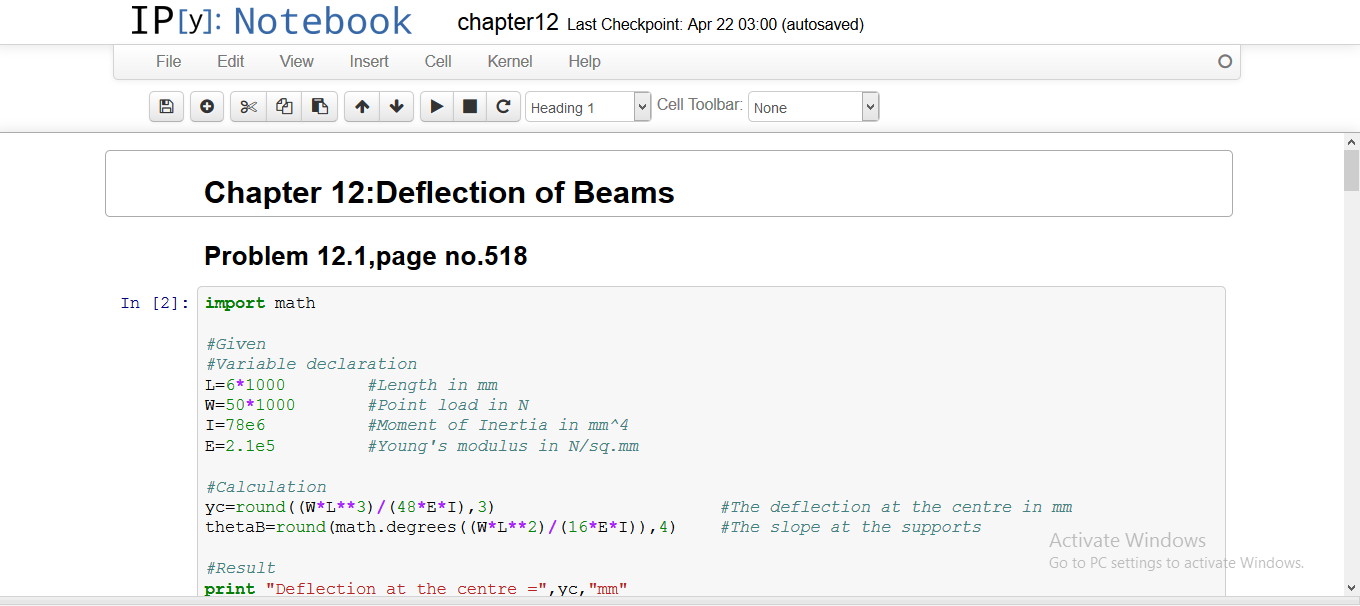 IP[y]: Notebook chapter12 Last Checkpoint: Apr 22 03:00 (autosaved)
File Edit View Insert Cell Kernel Help
Heading 1 Cell Toolbar: None
Chapter 12:Deflection of Beams
Problem 12.1,page no.518
In [2]: import math
#Given
#Variable declaration
L=6*1000 #Length in mm
W=50*1000 #Point load in N
I=78e6 #Moment of Inertia in mm^4
E=2.1e5 #Young's modulus in N/sq.mm
#Calculation
yc=round((W*L**3)/(48*E*I),3) #The deflection at the centre in mm
thetaB=round(math.degrees((W*L**2)/(16*E*I)),4) #The slope at the supports
Activate Windows
Go to PC settings to activate Windows.
#Result
print "Deflection at the centre =",yc,"mm"